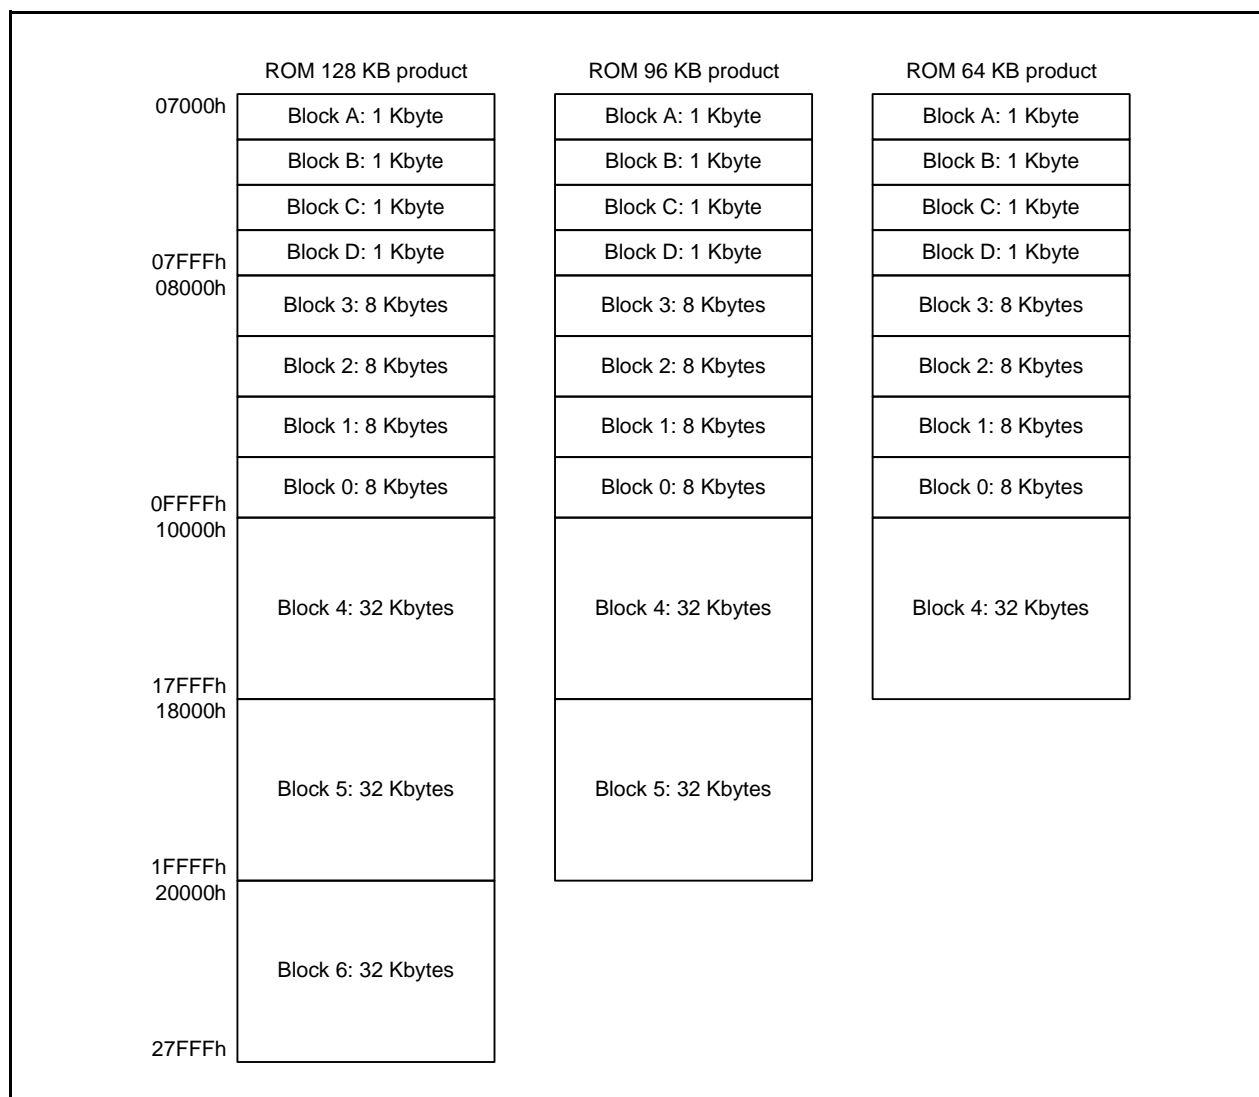 ROM 128 KB product
ROM 96 KB product
ROM 64 KB product
07000h
Block A: 1 Kbyte
Block A: 1 Kbyte
Block A: 1 Kbyte
Block B: 1 Kbyte
Block B: 1 Kbyte
Block B: 1 Kbyte
Block C: 1 Kbyte
Block C: 1 Kbyte
Block C: 1 Kbyte
Block D: 1 Kbyte
Block D: 1 Kbyte
Block D: 1 Kbyte
07FFFh
08000h
Block 3: 8 Kbytes
Block 3: 8 Kbytes
Block 3: 8 Kbytes
Block 2: 8 Kbytes
Block 2: 8 Kbytes
Block 2: 8 Kbytes
Block 1: 8 Kbytes
Block 1: 8 Kbytes
Block 1: 8 Kbytes
Block 0: 8 Kbytes
Block 0: 8 Kbytes
Block 0: 8 Kbytes
0FFFFh
10000h
Block 4: 32 Kbytes
Block 4: 32 Kbytes
Block 4: 32 Kbytes
17FFFh
18000h
Block 5: 32 Kbytes
Block 5: 32 Kbytes
1FFFFh
20000h
Block 6: 32 Kbytes
27FFFh